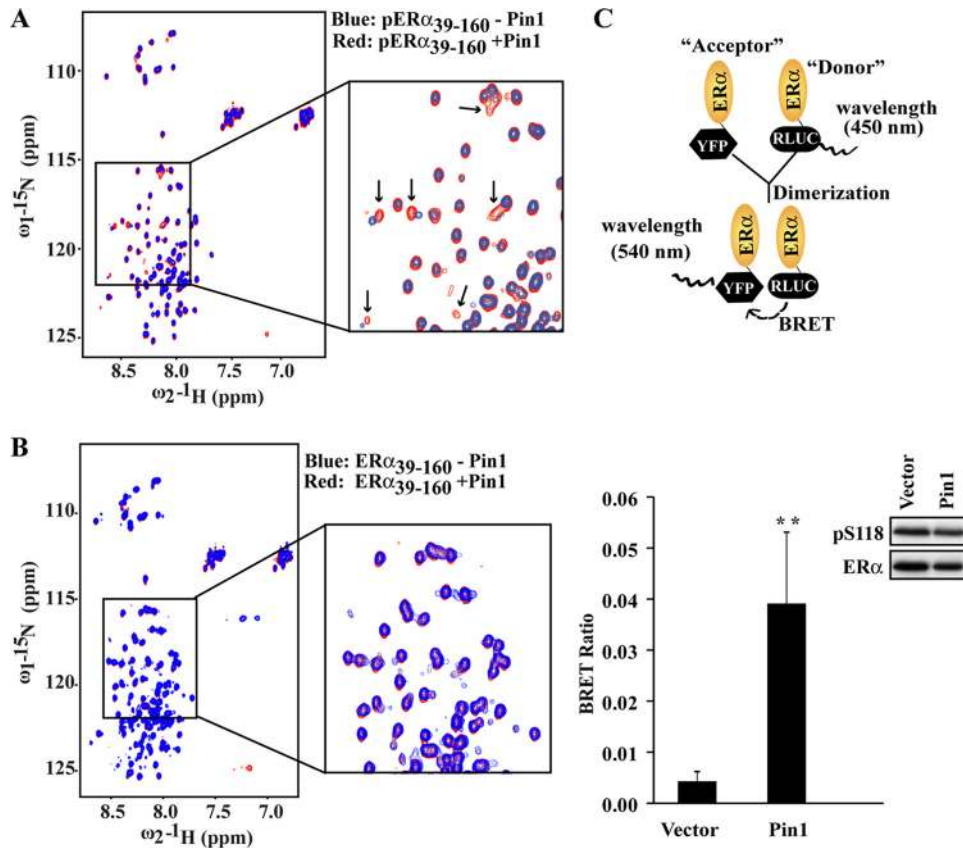 A
Blue: pERα39-160 - Pin1
Red: pERα39-160 +Pin1
110
115
120
125
ω1-15N (ppm)
8.5 8.0 7.5 7.0
ω2-1H (ppm)
C
"Acceptor"
"Donor"
ERα
ERα
YFP
RLUC
wavelength
(450 nm)
Dimerization
wavelength
(540 nm)
ERα
ERα
YFP
RLUC
BRET
B
Blue: ERα39-160 - Pin1
Red: ERα39-160 +Pin1
110
115
120
125
ω1-15N (ppm)
8.5 8.0 7.5 7.0
ω2-1H (ppm)
BRET Ratio
0.06
0.05
0.04
0.03
0.02
0.01
0.00
**
Vector Pin1
Vector
Pin1
pS118
ERα